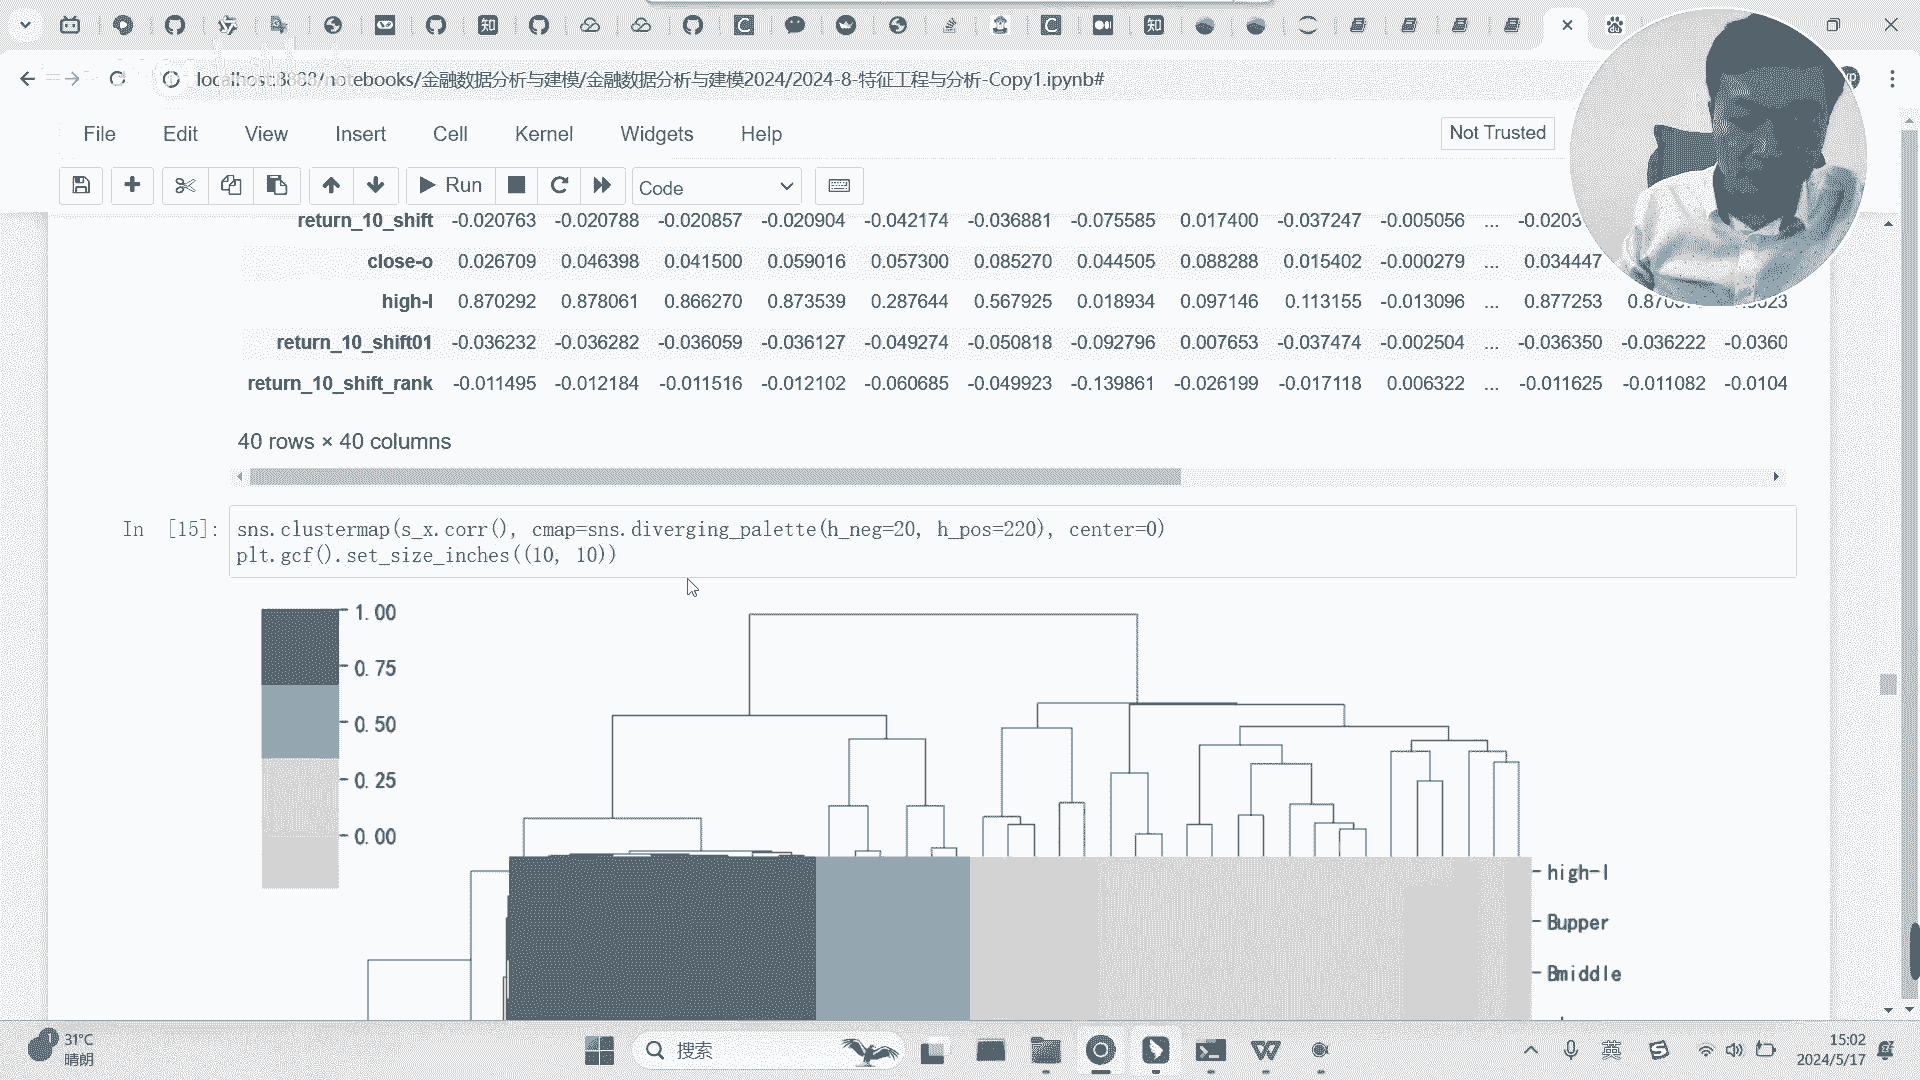 localhost:8888/notebooks/金融数据分析与建模/金融数据分析与建模2024/2024-8-特征工程与分析-Copy1.ipynb#
File Edit View Insert Cell Kernel Widgets Help
Not Trusted
Run
Code
return_10_shift -0.020763 -0.020788 -0.020857 -0.020904 -0.042174 -0.036881 -0.075585 0.017400 -0.037247 -0.005056 ...
close-o 0.026709 0.046398 0.041500 0.059016 0.057300 0.085270 0.044505 0.088288 0.015402 -0.000279 ... 0.034447
high-l 0.870292 0.878061 0.866270 0.873539 0.287644 0.567925 0.018934 0.097146 0.113155 -0.013096 ... 0.877253
return_10_shift01 -0.036232 -0.036282 -0.036059 -0.036127 -0.049274 -0.050818 -0.092796 0.007653 -0.037474 -0.002504 ... -0.036350 -0.036222 -0.0360
return_10_shift_rank -0.011495 -0.012184 -0.011516 -0.012102 -0.060685 -0.049923 -0.139861 -0.026199 -0.017118 0.006322 ... -0.011625 -0.011082 -0.0104
40 rows × 40 columns
In [15]: sns.clustermap(s_x.corr(), cmap=sns.diverging_palette(h_neg=20, h_pos=220), center=0)
plt.gcf().set_size_inches((10, 10))
1.00
0.75
0.50
0.25
0.00
high-l
Bupper
Bmiddle
31°C
晴朗
搜索
英
15:02
2024/5/17